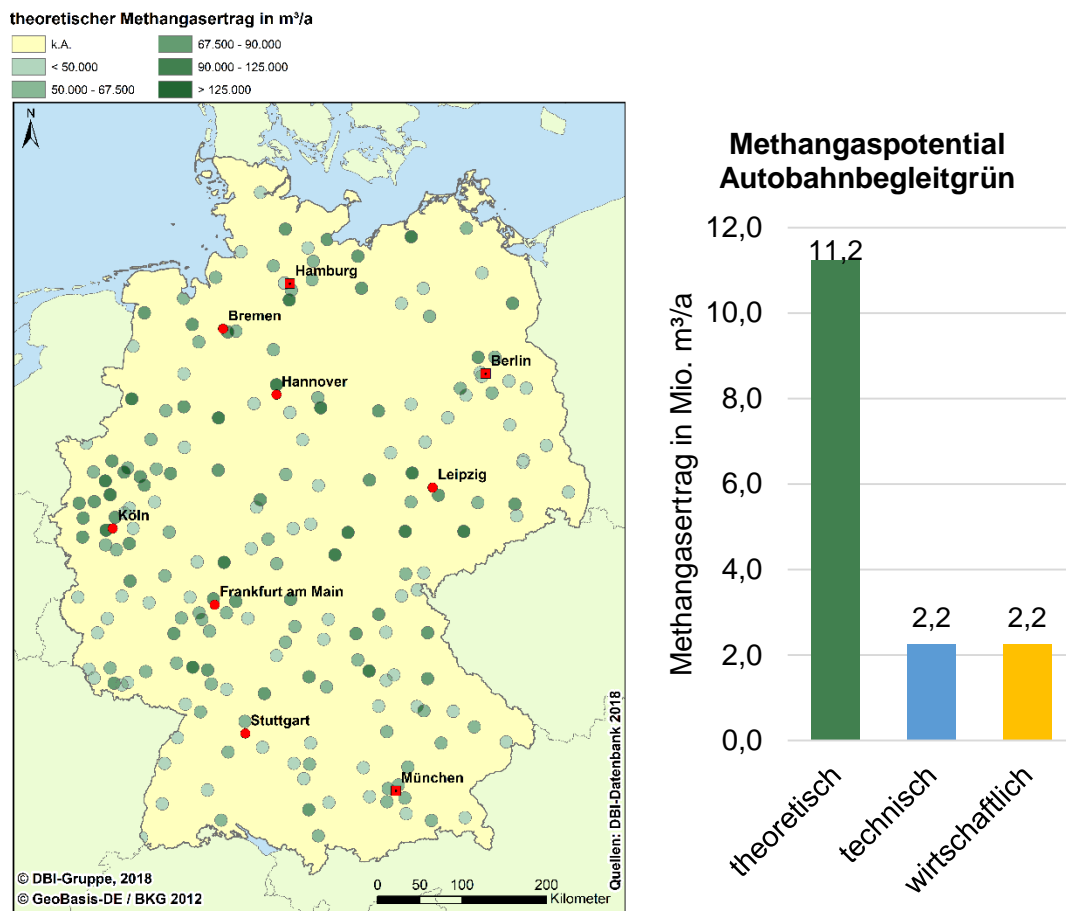 theoretischer Methangasertrag in m³/a
k.A.
67.500 - 90.000
< 50.000
90.000 - 125.000
50.000 - 67.500
> 125.000
N
Hamburg
Bremen
Berlin
Hannover
Leipzig
Köln
Frankfurt am Main
Stuttgart
München
Quellen: DBI-Datenbank 2018
© DBI-Gruppe, 2018
© GeoBasis-DE / BKG 2012
0 50 100 200
Kilometer
Methangaspotential
Autobahnbegleitgrün
Methangasertrag in Mio. m³/a
12,0
10,0
8,0
6,0
4,0
2,0
0,0
11,2
2,2
2,2
theoretisch
technisch
wirtschaftlich